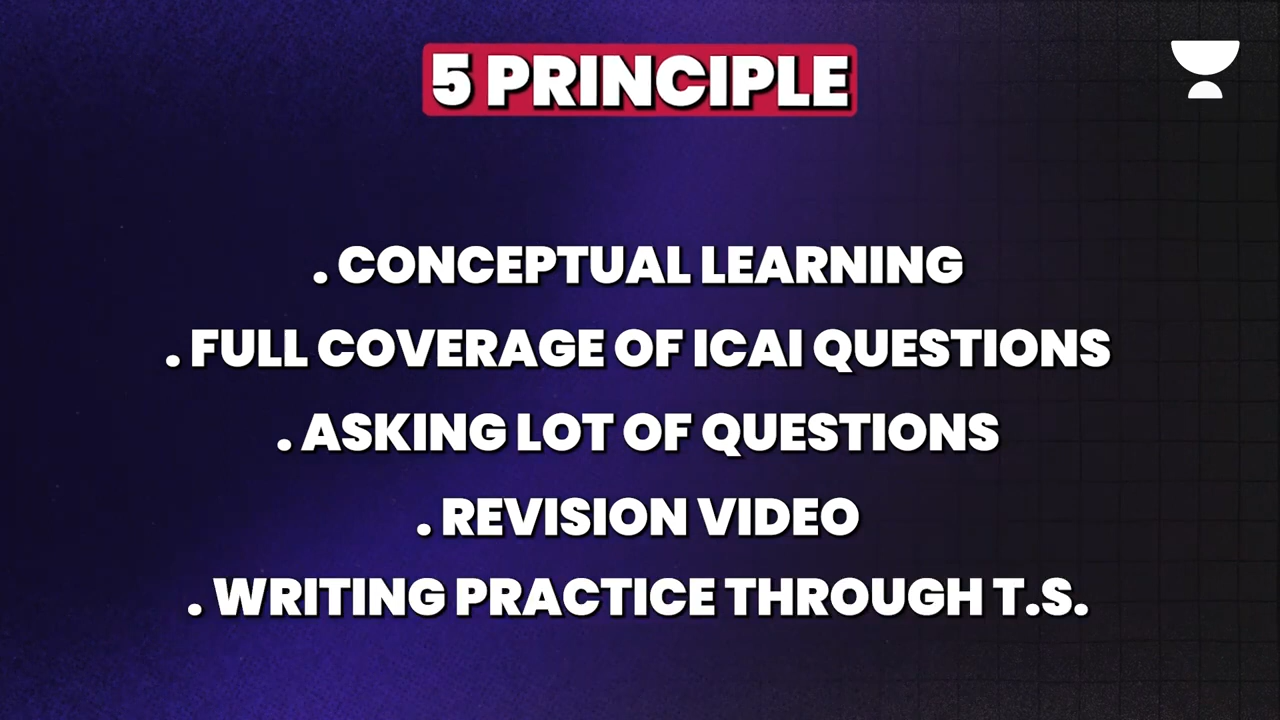 5 PRINCIPLE
. CONCEPTUAL LEARNING
. FULL COVERAGE OF ICAI QUESTIONS
. ASKING LOT OF QUESTIONS
. REVISION VIDEO
. WRITING PRACTICE THROUGH T.S.